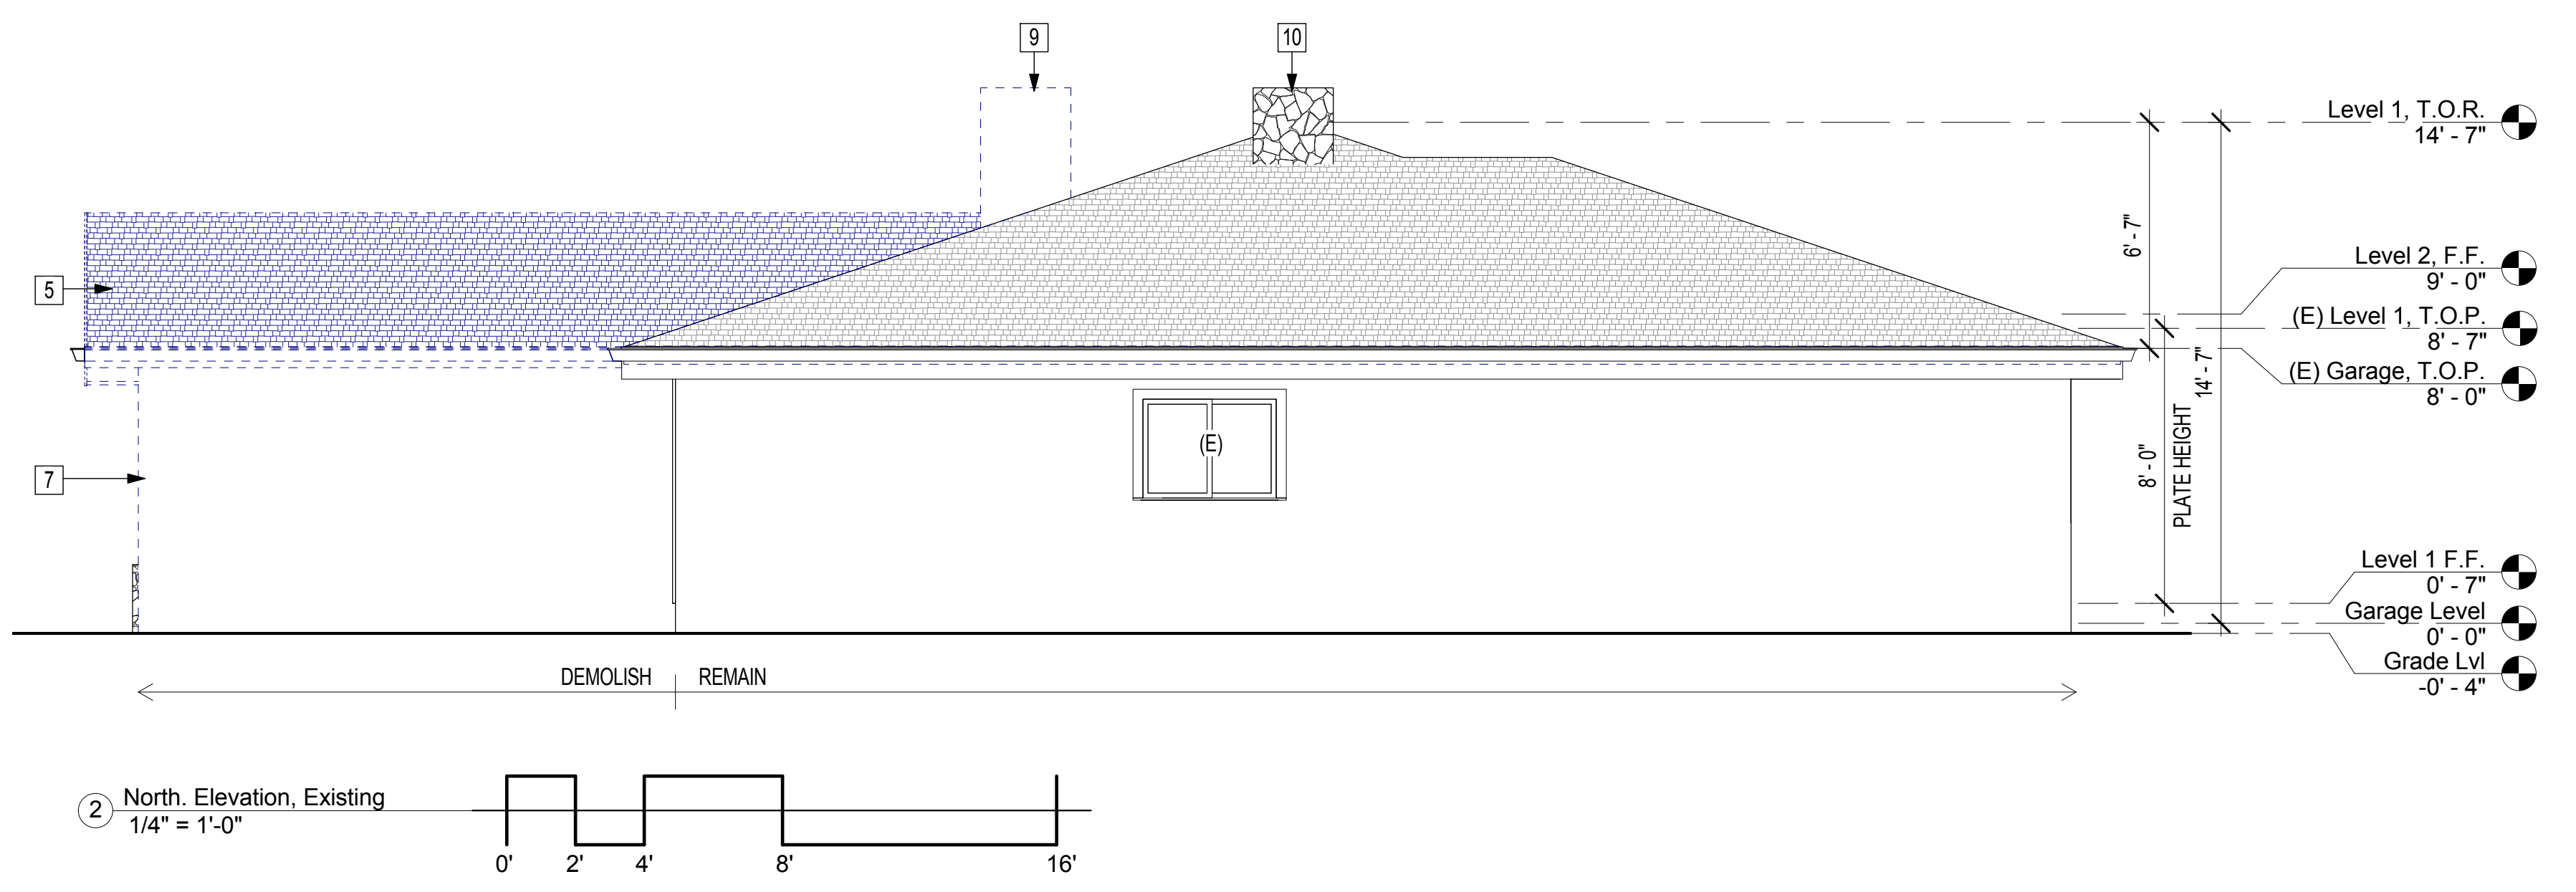 9
10
Level 1, T.O.R.
14' - 7"
6' - 7"
Level 2, F.F.
9' - 0"
5
(E) Level 1, T.O.P.
8' - 7"
14' - 7"
(E) Garage, T.O.P.
8' - 0"
(E)
8' - 0"
PLATE HEIGHT
7
Level 1 F.F.
0' - 7"
Garage Level
0' - 0"
Grade Lvl
-0' - 4"
DEMOLISH REMAIN
2 North. Elevation, Existing
1/4" = 1'-0"
0' 2' 4' 8' 16'